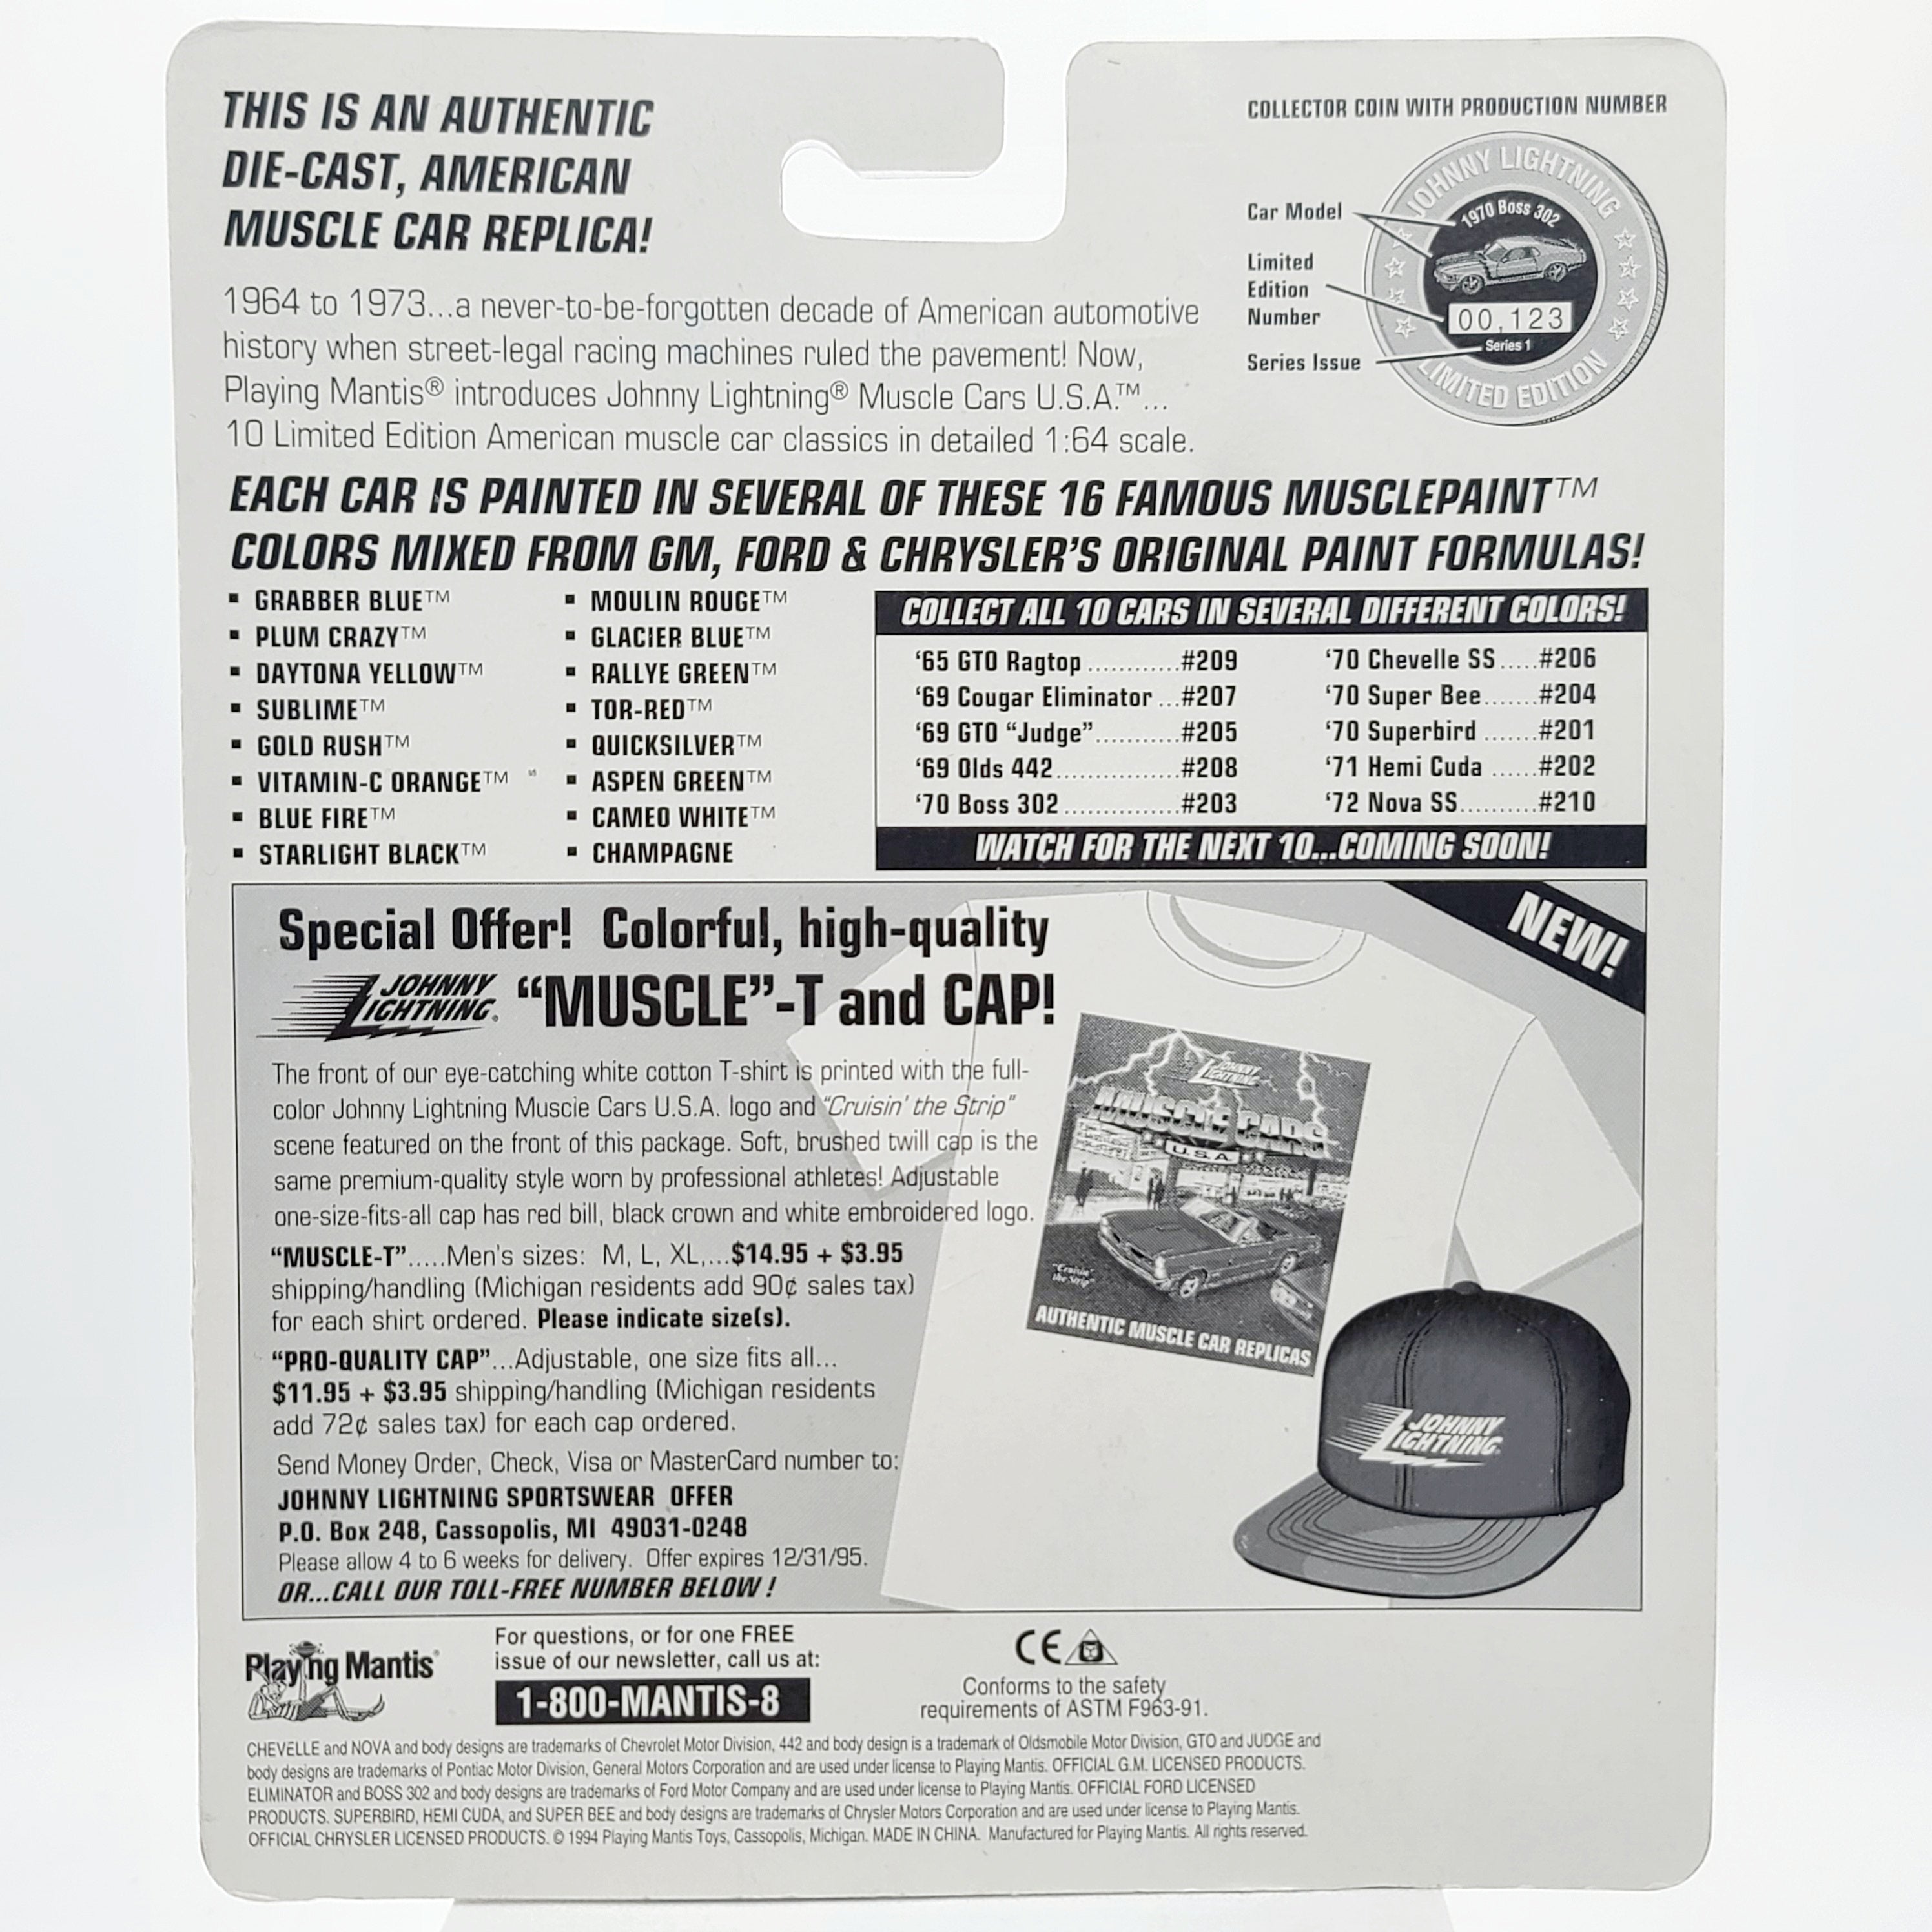 THIS IS AN AUTHENTIC
DIE-CAST, AMERICAN
MUSCLE CAR REPLICA!
COLLECTOR COIN WITH PRODUCTION NUMBER
Car Model
Limited
Edition
Number
Series Issue
JOHNNY LIGHTNING
1970 Boss 302
00,123
Series 1
LIMITED EDITION
1964 to 1973...a never-to-be-forgotten decade of American automotive
history when street-legal racing machines ruled the pavement! Now,
Playing Mantis® introduces Johnny Lightning® Muscle Cars U.S.A.™...
10 Limited Edition American muscle car classics in detailed 1:64 scale.
EACH CAR IS PAINTED IN SEVERAL OF THESE 16 FAMOUS MUSCLEPAINT™
COLORS MIXED FROM GM, FORD & CHRYSLER'S ORIGINAL PAINT FORMULAS!
▪ GRABBER BLUE™
▪ PLUM CRAZY™
▪ DAYTONA YELLOW™
▪ SUBLIME™
▪ GOLD RUSH™
▪ VITAMIN-C ORANGE™
▪ BLUE FIRE™
▪ STARLIGHT BLACK™
▪ MOULIN ROUGE™
▪ GLACIER BLUE™
▪ RALLYE GREEN™
▪ TOR-RED™
▪ QUICKSILVER™
▪ ASPEN GREEN™
▪ CAMEO WHITE™
▪ CHAMPAGNE
COLLECT ALL 10 CARS IN SEVERAL DIFFERENT COLORS!
'65 GTO Ragtop ............#209
'69 Cougar Eliminator ...#207
'69 GTO “Judge”...........#205
'69 Olds 442................#208
'70 Boss 302...............#203
'70 Chevelle SS.....#206
'70 Super Bee.......#204
'70 Superbird .......#201
'71 Hemi Cuda ......#202
'72 Nova SS..........#210
WATCH FOR THE NEXT 10...COMING SOON!
NEW!
Special Offer! Colorful, high-quality
JOHNNY LIGHTNING® “MUSCLE”-T and CAP!
The front of our eye-catching white cotton T-shirt is printed with the full-
color Johnny Lightning Muscie Cars U.S.A. logo and “Cruisin' the Strip”
scene featured on the front of this package. Soft, brushed twill cap is the
same premium-quality style worn by professional athletes! Adjustable
one-size-fits-all cap has red bill, black crown and white embroidered logo.
“MUSCLE-T”.....Men's sizes: M, L, XL,...$14.95 + $3.95
shipping/handling (Michigan residents add 90¢ sales tax)
for each shirt ordered. Please indicate size(s).
“PRO-QUALITY CAP”...Adjustable, one size fits all...
$11.95 + $3.95 shipping/handling (Michigan residents
add 72¢ sales tax) for each cap ordered.
Send Money Order, Check, Visa or MasterCard number to:
JOHNNY LIGHTNING SPORTSWEAR OFFER
P.O. Box 248, Cassopolis, MI 49031-0248
Please allow 4 to 6 weeks for delivery. Offer expires 12/31/95.
OR...CALL OUR TOLL-FREE NUMBER BELOW !
JOHNNY
LIGHTNING
MUSCLE CARS
U.S.A.
“Cruisin'
the Strip”
AUTHENTIC MUSCLE CAR REPLICAS
JOHNNY
LIGHTNING®
Playing Mantis®
For questions, or for one FREE
issue of our newsletter, call us at:
1-800-MANTIS-8
CE
Conforms to the safety
requirements of ASTM F963-91.
CHEVELLE and NOVA and body designs are trademarks of Chevrolet Motor Division, 442 and body design is a trademark of Oldsmobile Motor Division, GTO and JUDGE and
body designs are trademarks of Pontiac Motor Division, General Motors Corporation and are used under license to Playing Mantis. OFFICIAL G.M. LICENSED PRODUCTS.
ELIMINATOR and BOSS 302 and body designs are trademarks of Ford Motor Company and are used under license to Playing Mantis. OFFICIAL FORD LICENSED
PRODUCTS. SUPERBIRD, HEMI CUDA, and SUPER BEE and body designs are trademarks of Chrysler Motors Corporation and are used under license to Playing Mantis.
OFFICIAL CHRYSLER LICENSED PRODUCTS. © 1994 Playing Mantis Toys, Cassopolis, Michigan. MADE IN CHINA. Manufactured for Playing Mantis. All rights reserved.